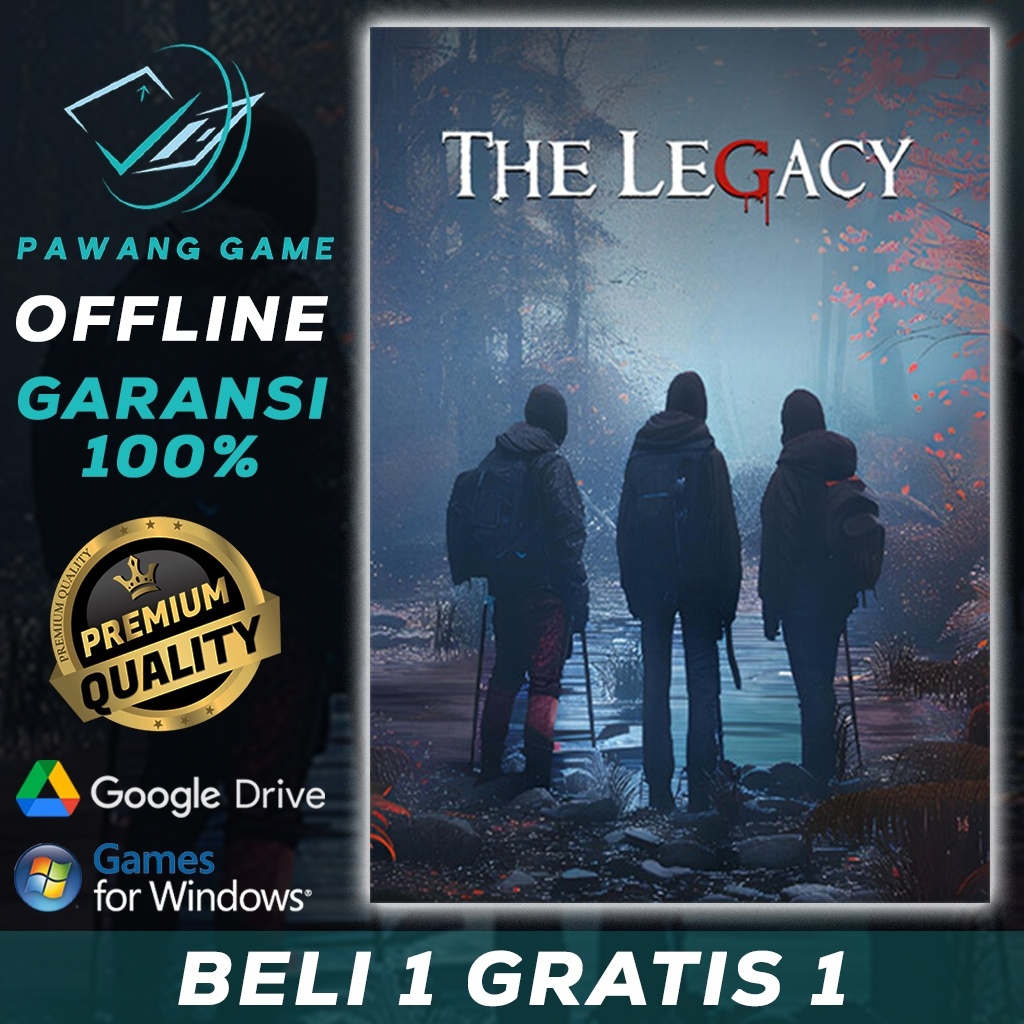 PAWANG GAME
OFFLINE
GARANSI
100%
PREMIUM QUALITY
PREMIUM
QUALITY
Google Drive
Games
for Windows®
THE LEGACY
BELI 1 GRATIS 1